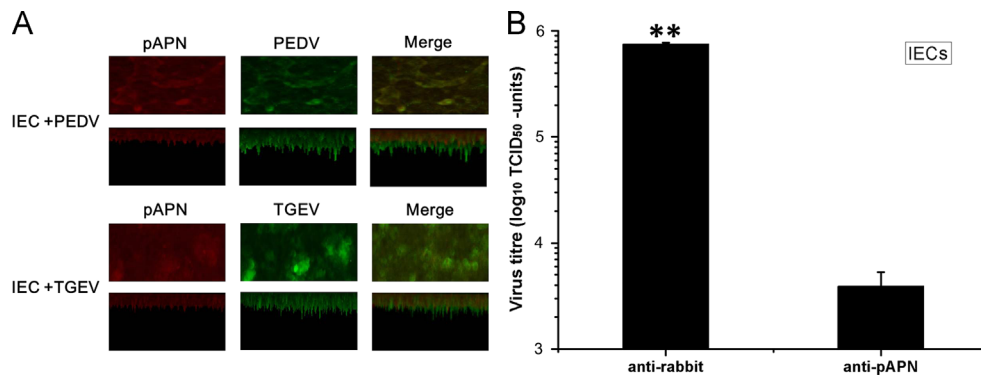 A
pAPN PEDV Merge
IEC +PEDV
pAPN TGEV Merge
IEC +TGEV
B
Virus titre (log₁₀ TCID₅₀ -units)
6
5
4
3
**
IECs
anti-rabbit anti-pAPN